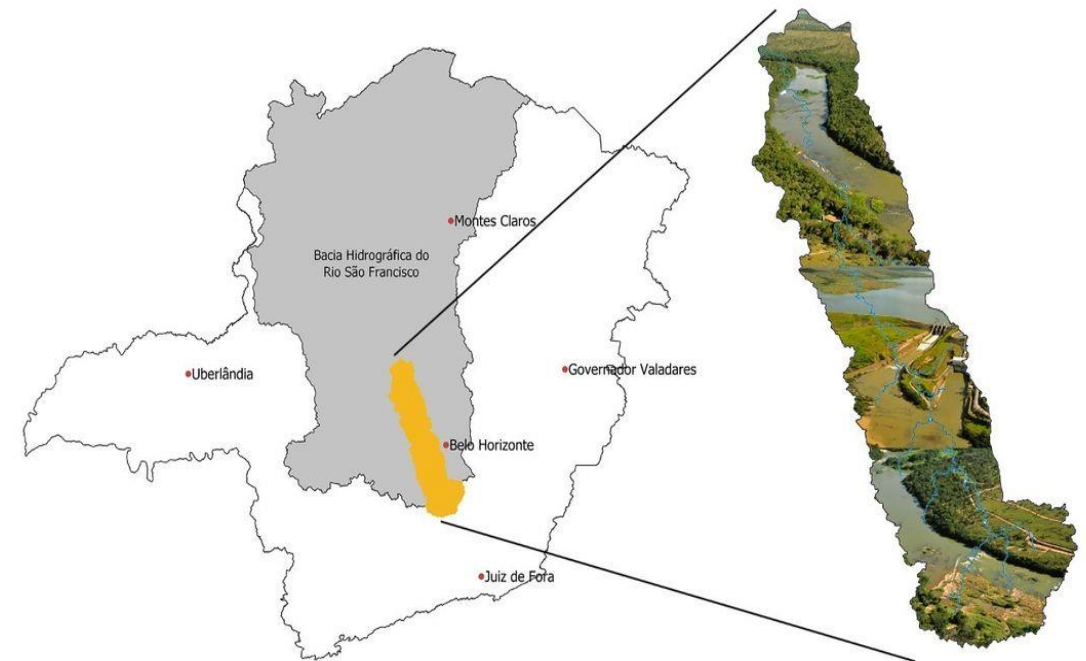 Montes Claros
Bacia Hidrográfica do
Rio São Francisco
Governador Valadares
Uberlândia
Belo Horizonte
Juiz de Fora